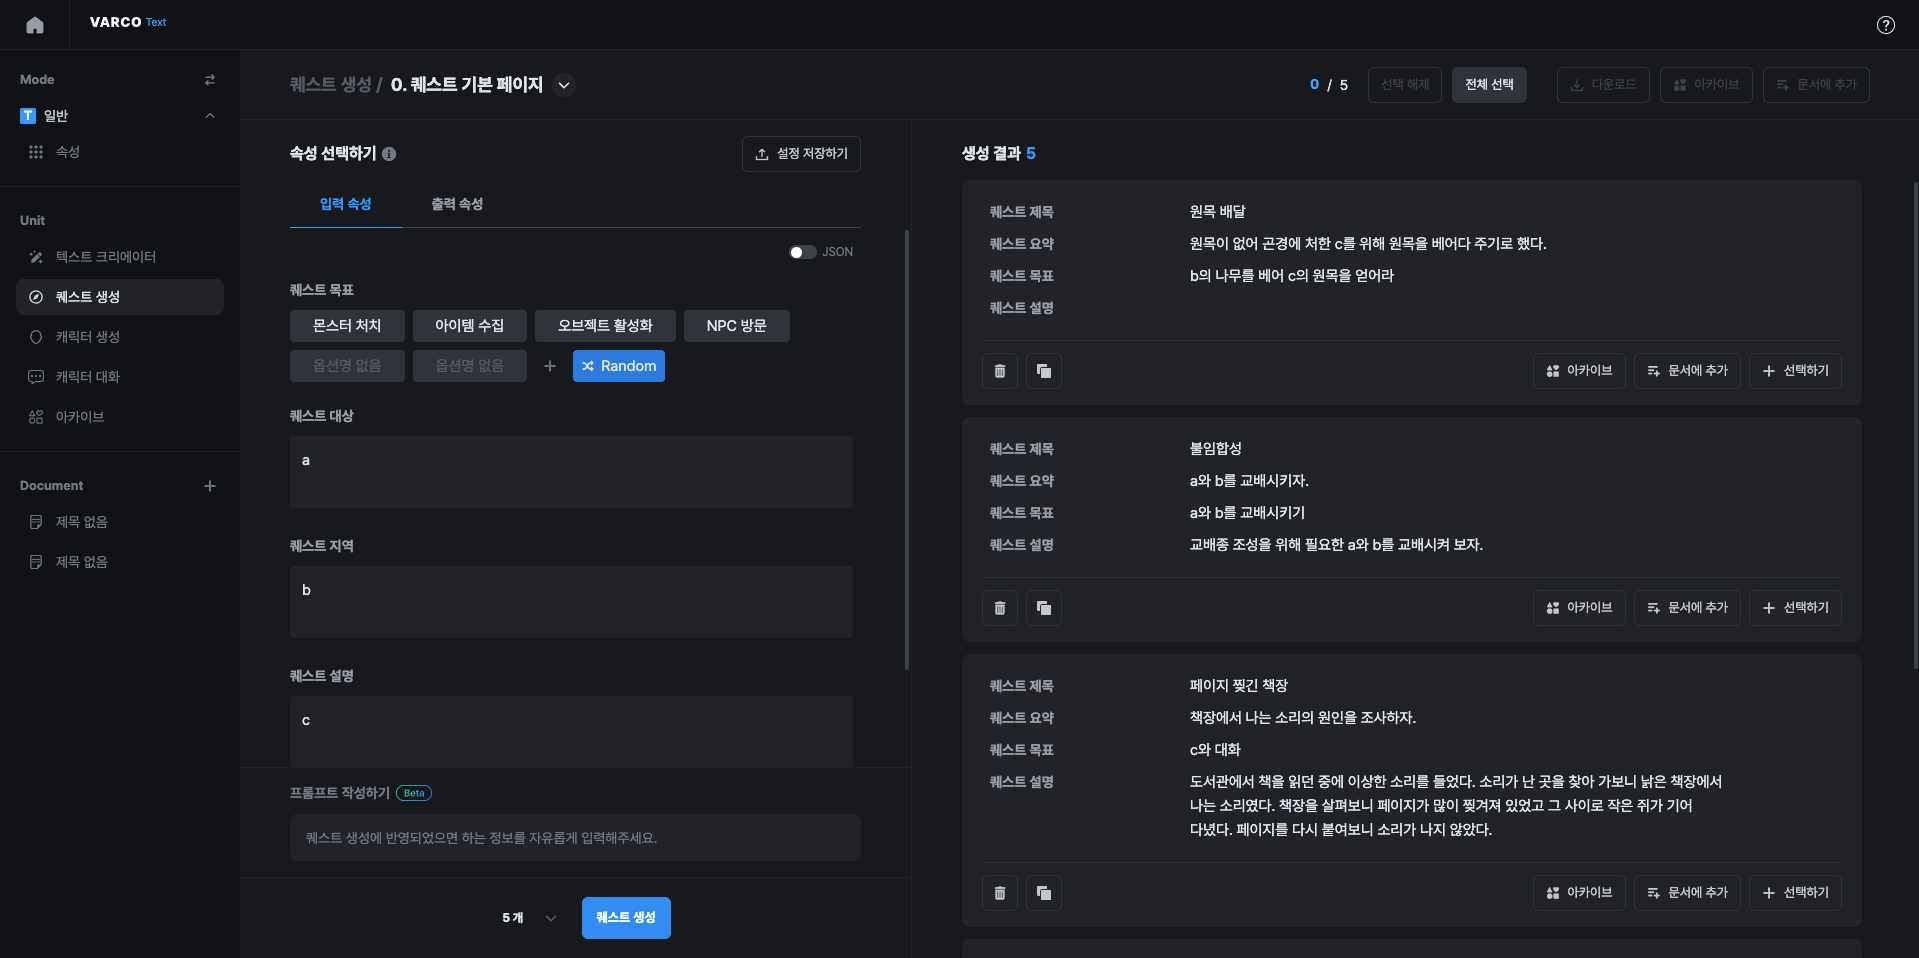 VARCO Text
Mode
일반
속성
Unit
텍스트 크리에이터
퀘스트 생성
캐릭터 생성
캐릭터 대화
아카이브
Document
제목 없음
제목 없음
퀘스트 생성 / 0. 퀘스트 기본 페이지
0 / 5 선택 해제 전체 선택 다운로드 아카이브 문서에 추가
속성 선택하기 설정 저장하기
입력 속성 출력 속성
JSON
퀘스트 목표
몬스터 처치 아이템 수집 오브젝트 활성화 NPC 방문
옵션명 없음 옵션명 없음 + Random
퀘스트 대상
a
퀘스트 지역
b
퀘스트 설명
c
프롬프트 작성하기 Beta
퀘스트 생성에 반영되었으면 하는 정보를 자유롭게 입력해주세요.
5 개 퀘스트 생성
생성 결과 5
퀘스트 제목 원목 배달
퀘스트 요약 원목이 없어 곤경에 처한 c를 위해 원목을 베어다 주기로 했다.
퀘스트 목표 b의 나무를 베어 c의 원목을 얻어라
퀘스트 설명
아카이브 문서에 추가 + 선택하기
퀘스트 제목 불임합성
퀘스트 요약 a와 b를 교배시키자.
퀘스트 목표 a와 b를 교배시키기
퀘스트 설명 교배종 조성을 위해 필요한 a와 b를 교배시켜 보자.
아카이브 문서에 추가 + 선택하기
퀘스트 제목 페이지 찢긴 책장
퀘스트 요약 책장에서 나는 소리의 원인을 조사하자.
퀘스트 목표 c와 대화
퀘스트 설명 도서관에서 책을 읽던 중에 이상한 소리를 들었다. 소리가 난 곳을 찾아 가보니 낡은 책장에서
나는 소리였다. 책장을 살펴보니 페이지가 많이 찢겨져 있었고 그 사이로 작은 쥐가 기어
다녔다. 페이지를 다시 붙여보니 소리가 나지 않았다.
아카이브 문서에 추가 + 선택하기